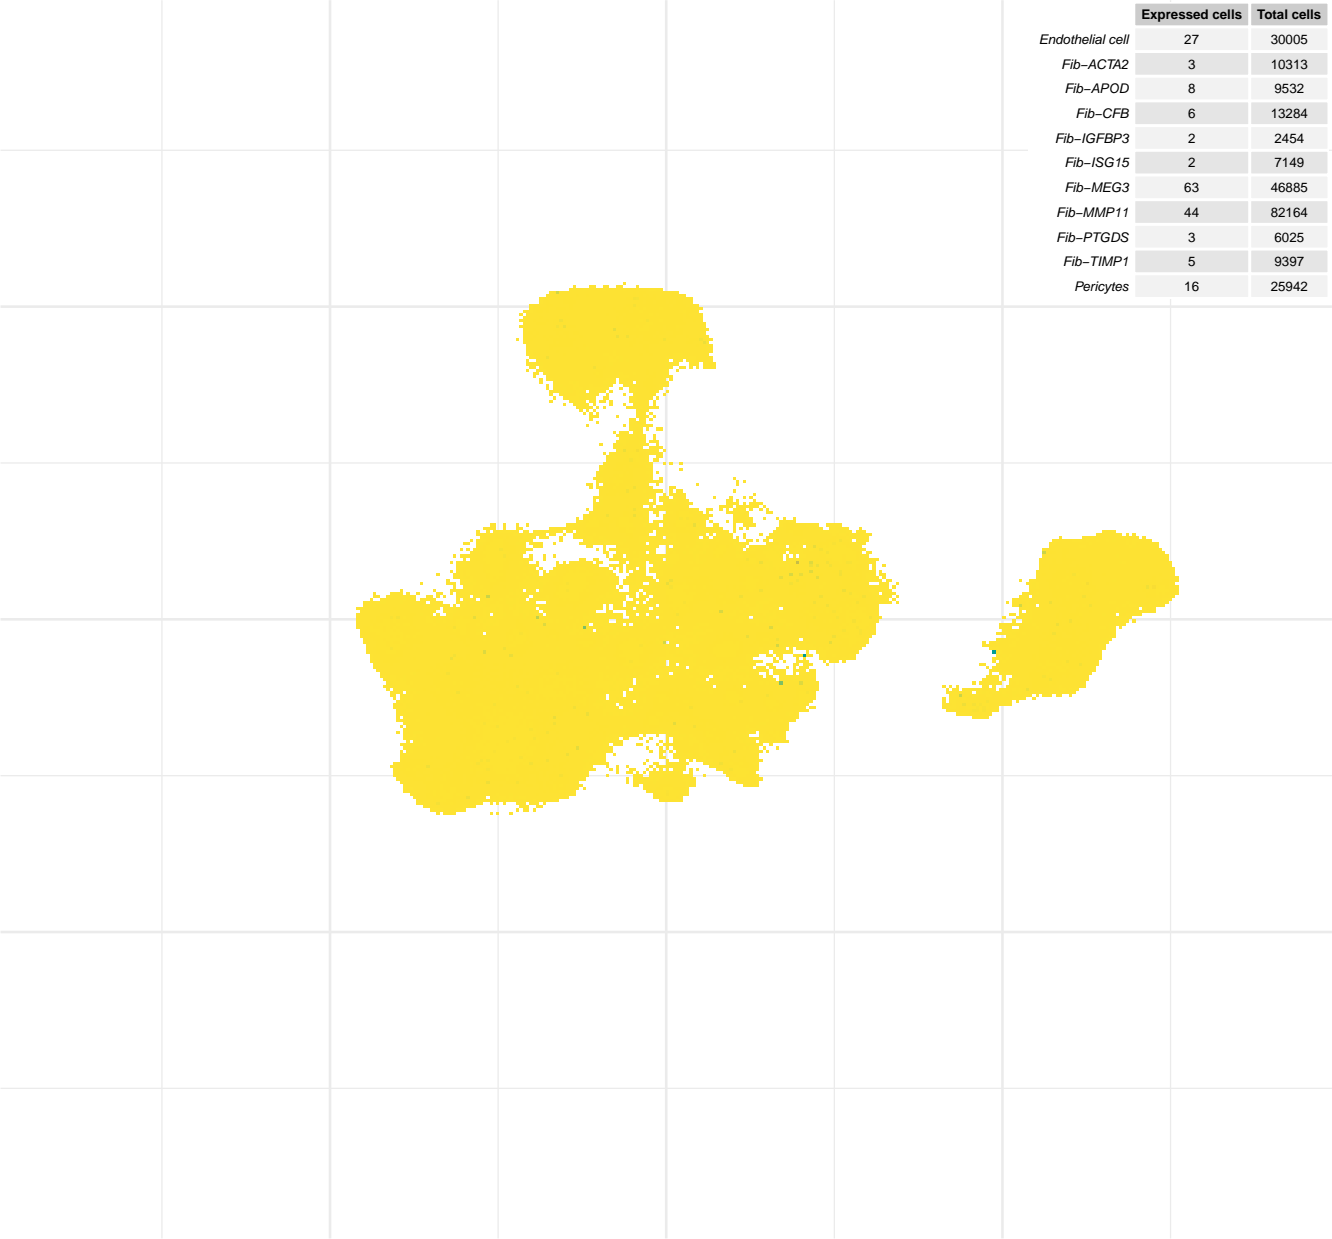 Expressed cells Total cells
Endothelial cell 27 30005
Fib−ACTA2 3 10313
Fib−APOD 8 9532
Fib−CFB 6 13284
Fib−IGFBP3 2 2454
Fib−ISG15 2 7149
Fib−MEG3 63 46885
Fib−MMP11 44 82164
Fib−PTGDS 3 6025
Fib−TIMP1 5 9397
Pericytes 16 25942